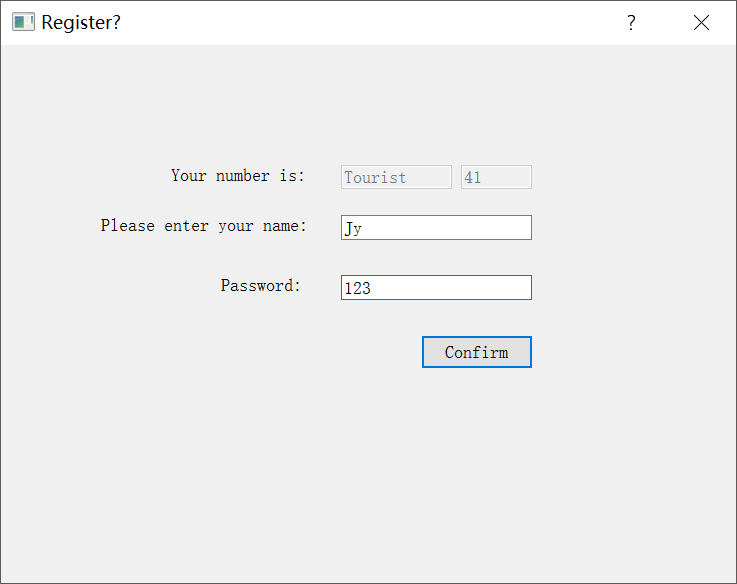 Register?
Your number is: Tourist 41
Please enter your name: Jy
Password: 123
Confirm